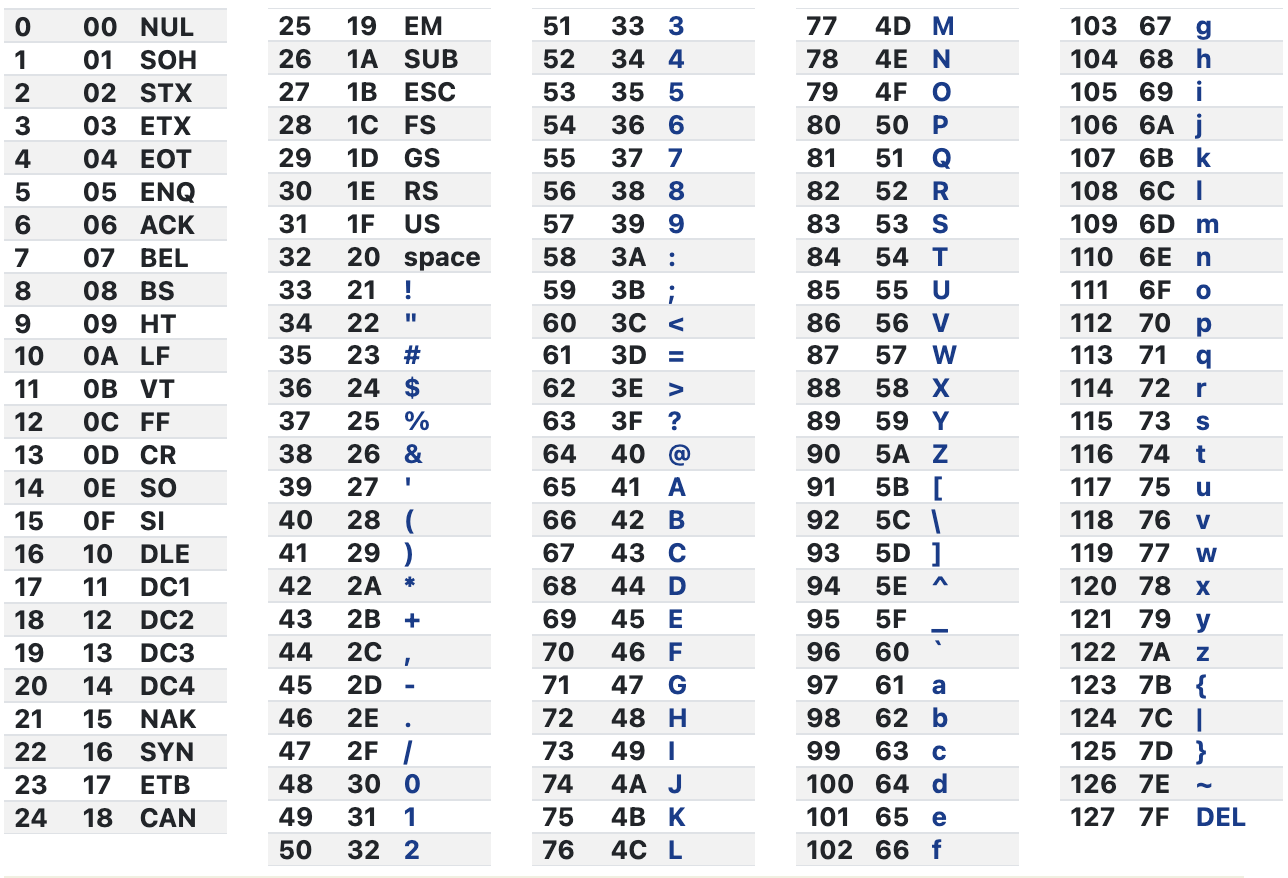 0 00 NUL
1 01 SOH
2 02 STX
3 03 ETX
4 04 EOT
5 05 ENQ
6 06 ACK
7 07 BEL
8 08 BS
9 09 HT
10 0A LF
11 0B VT
12 0C FF
13 0D CR
14 0E SO
15 0F SI
16 10 DLE
17 11 DC1
18 12 DC2
19 13 DC3
20 14 DC4
21 15 NAK
22 16 SYN
23 17 ETB
24 18 CAN
25 19 EM
26 1A SUB
27 1B ESC
28 1C FS
29 1D GS
30 1E RS
31 1F US
32 20 space
33 21 !
34 22 "
35 23 #
36 24 $
37 25 %
38 26 &
39 27 '
40 28 (
41 29 )
42 2A *
43 2B +
44 2C ,
45 2D -
46 2E .
47 2F /
48 30 0
49 31 1
50 32 2
51 33 3
52 34 4
53 35 5
54 36 6
55 37 7
56 38 8
57 39 9
58 3A :
59 3B ;
60 3C <
61 3D =
62 3E >
63 3F ?
64 40 @
65 41 A
66 42 B
67 43 C
68 44 D
69 45 E
70 46 F
71 47 G
72 48 H
73 49 I
74 4A J
75 4B K
76 4C L
77 4D M
78 4E N
79 4F O
80 50 P
81 51 Q
82 52 R
83 53 S
84 54 T
85 55 U
86 56 V
87 57 W
88 58 X
89 59 Y
90 5A Z
91 5B [
92 5C \
93 5D ]
94 5E ^
95 5F _
96 60 `
97 61 a
98 62 b
99 63 c
100 64 d
101 65 e
102 66 f
103 67 g
104 68 h
105 69 i
106 6A j
107 6B k
108 6C l
109 6D m
110 6E n
111 6F o
112 70 p
113 71 q
114 72 r
115 73 s
116 74 t
117 75 u
118 76 v
119 77 w
120 78 x
121 79 y
122 7A z
123 7B {
124 7C |
125 7D }
126 7E ~
127 7F DEL